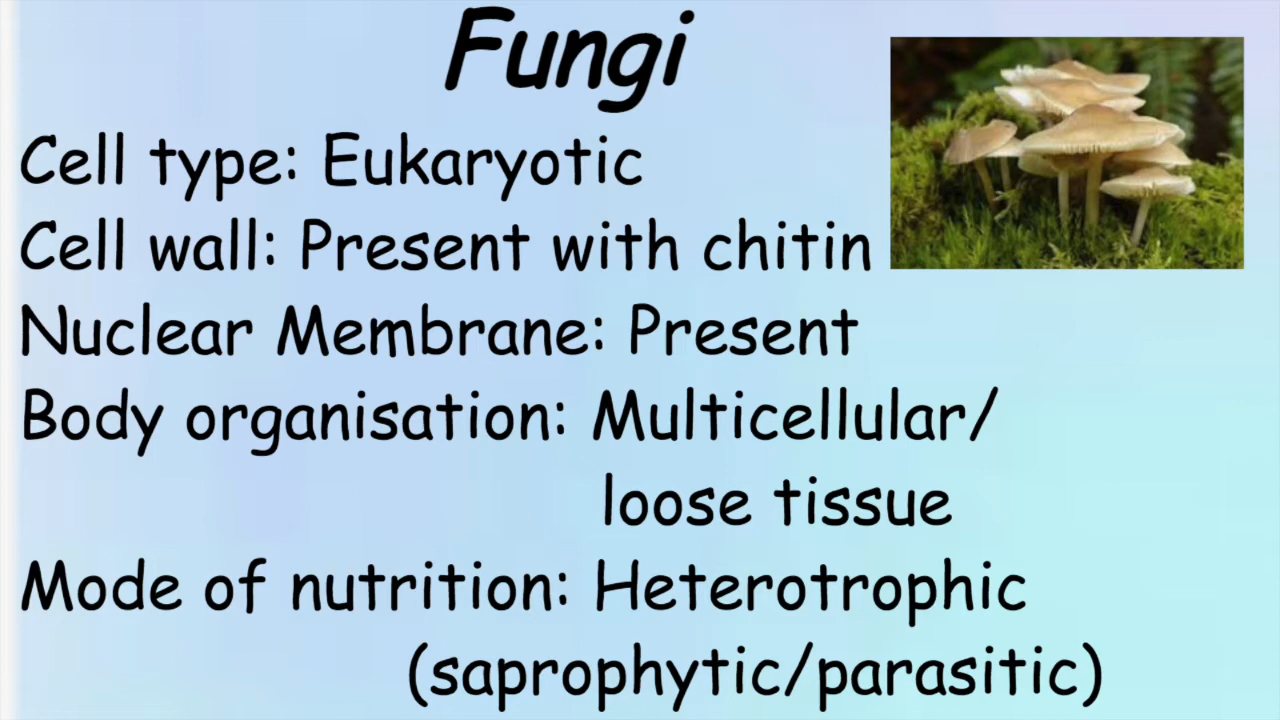 Fungi
Cell type: Eukaryotic
Cell wall: Present with chitin
Nuclear Membrane: Present
Body organisation: Multicellular/
loose tissue
Mode of nutrition: Heterotrophic
(saprophytic/parasitic)